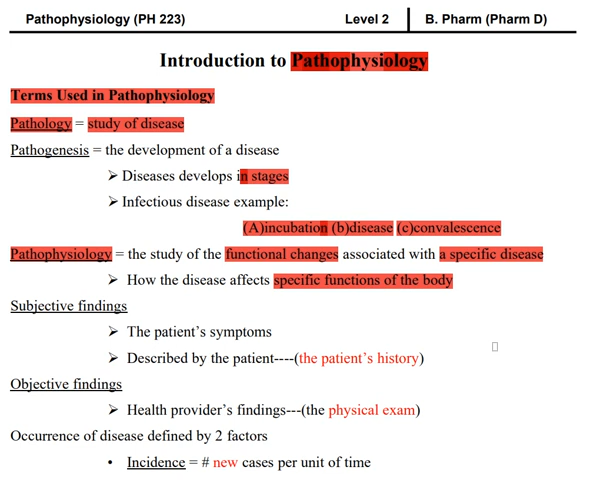 Pathophysiology (PH 223) Level 2 B. Pharm (Pharm D)
Introduction to Pathophysiology
Terms Used in Pathophysiology
Pathology = study of disease
Pathogenesis = the development of a disease
➢ Diseases develops in stages
➢ Infectious disease example:
(A)incubation (b)disease (c)convalescence
Pathophysiology = the study of the functional changes associated with a specific disease
➢ How the disease affects specific functions of the body
Subjective findings
➢ The patient’s symptoms
➢ Described by the patient----(the patient’s history)
Objective findings
➢ Health provider’s findings---(the physical exam)
Occurrence of disease defined by 2 factors
• Incidence = # new cases per unit of time